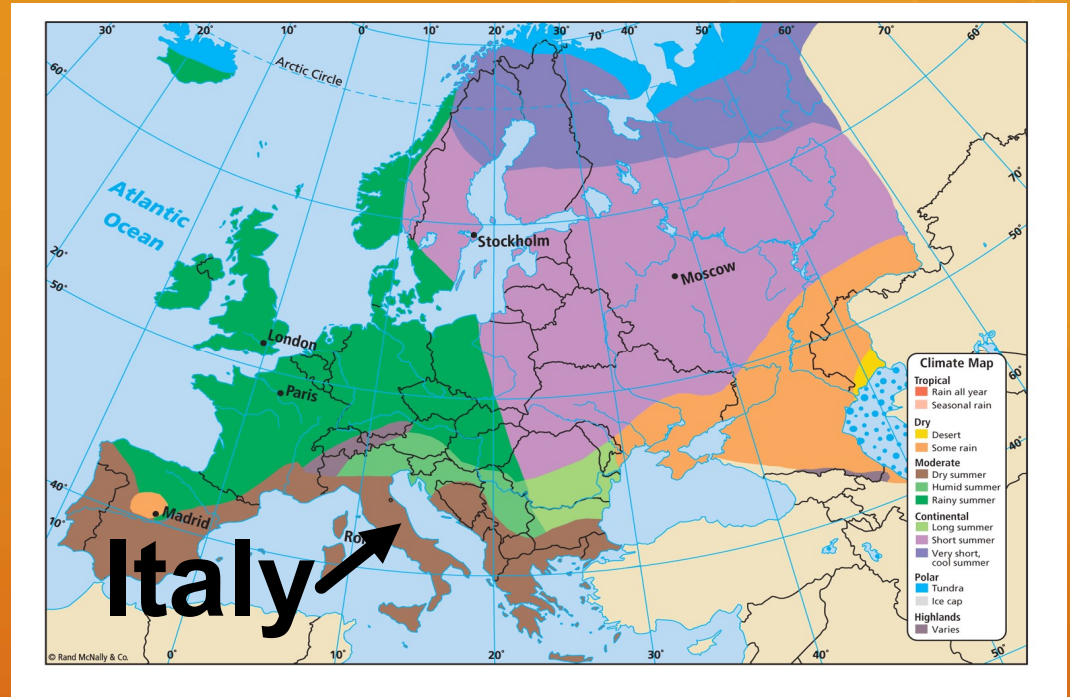 30°
20°
10°
0°
10°
20°
30°
70°
40°
50°
60°
70°
60°
60°
Arctic Circle
70°
50°
Atlantic
Ocean
20°
50°
Stockholm
Moscow
London
Paris
60°
40°
40°
10°
Madrid
Ro
Italy
Climate Map
Tropical
Rain all year
Seasonal rain
Dry
Desert
Some rain
Moderate
Dry summer
Humid summer
Rainy summer
Continental
Long summer
Short summer
Very short,
cool summer
Polar
Tundra
Ice cap
Highlands
Varies
© Rand McNally & Co.
0°
10°
20°
30°
40°
50°